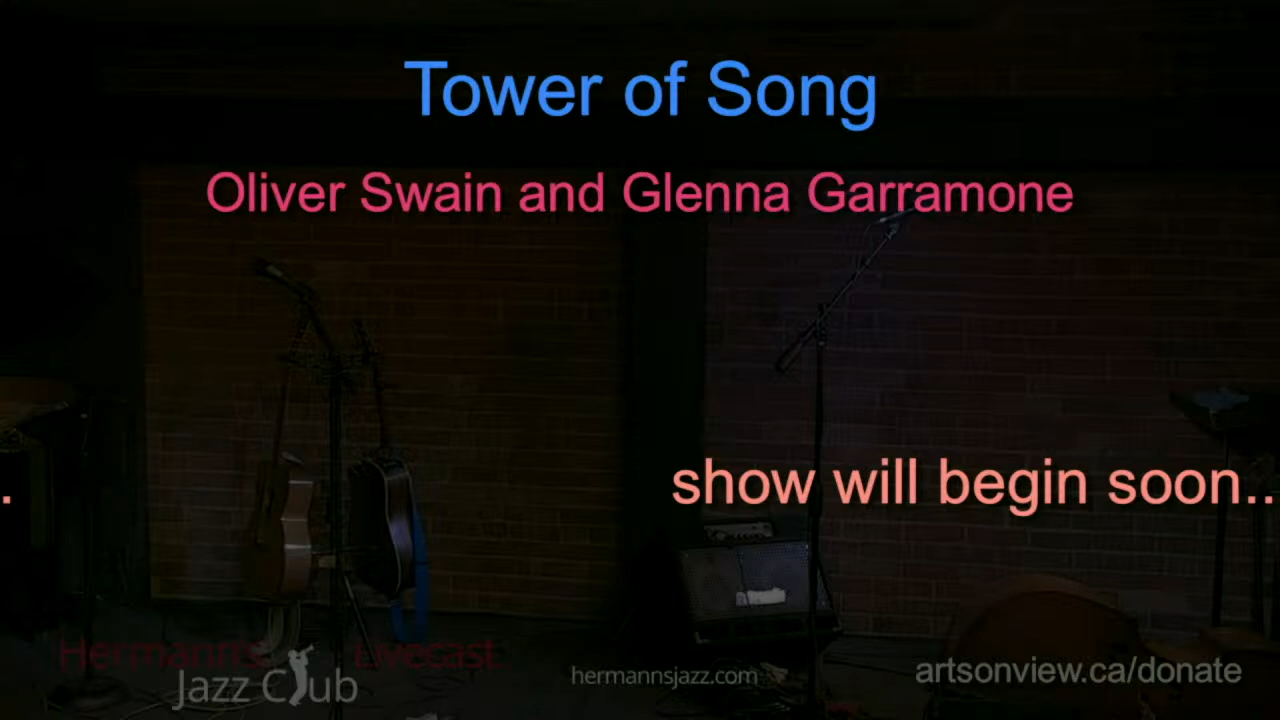 Tower of Song
Oliver Swain and Glenna Garramone
. show will begin soon..
Hermann's Livecast
Jazz Club
hermannsjazz.com
artsonview.ca/donate